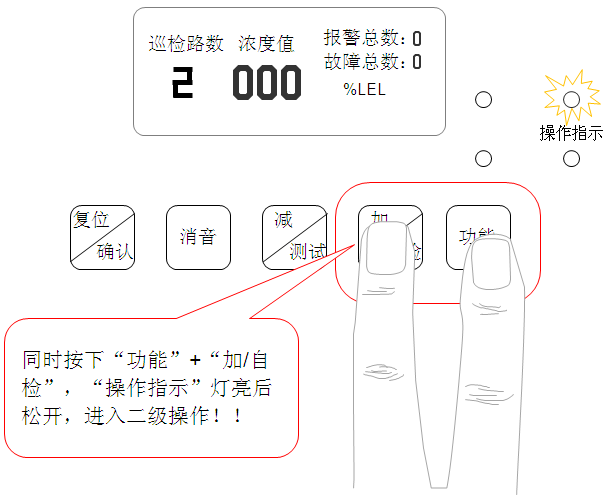 巡检路数 浓度值 报警总数：0
故障总数：0
2 000 %LEL
操作指示
复位 减 加
确认 消音 测试 检 功能
同时按下“功能”+“加/自
检”，“操作指示”灯亮后
松开，进入二级操作！！